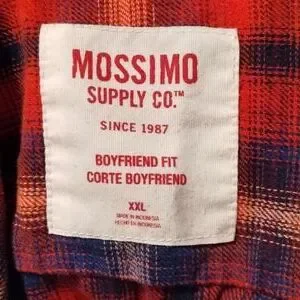 MOSSIMO
SUPPLY CO.™
SINCE 1987
BOYFRIEND FIT
CORTE BOYFRIEND
XXL
MADE IN INDONESIA
HECHO EN INDONESIA